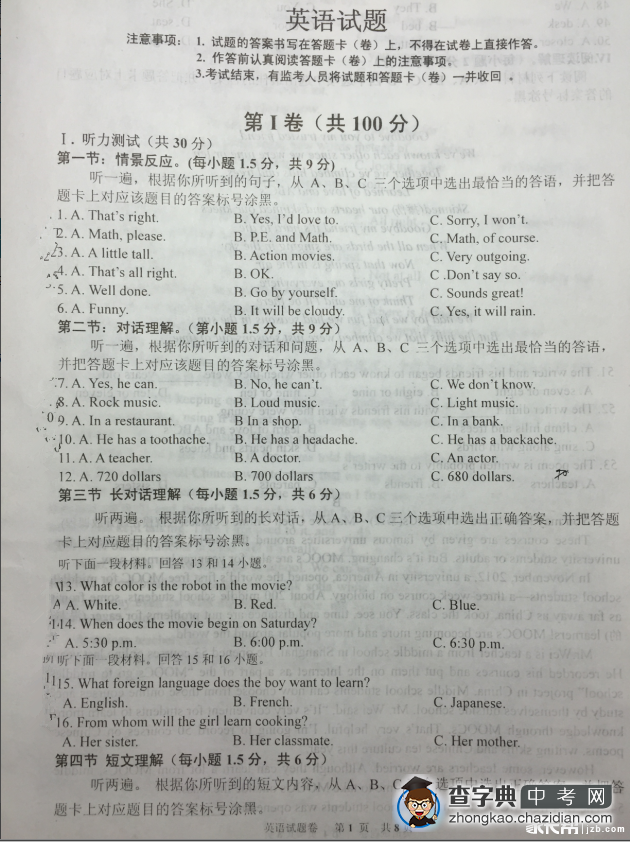 英语试题
注意事项： 1. 试题的答案书写在答题卡（卷）上，不得在试卷上直接作答。
2. 作答前认真阅读答题卡（卷）上的注意事项。
3.考试结束，有监考人员将试题和答题卡（卷）一并收回 。
第 I 卷（共 100 分）
I．听力测试（共 30 分）
第一节：情景反应。(每小题 1.5 分，共 9 分)
听一遍，根据你所听到的句子，从 A、B、C 三个选项中选出最恰当的答语，并把答
题卡上对应该题目的答案标号涂黑。
1. A. That's right. B. Yes, I'd love to. C. Sorry, I won't.
2. A. Math, please. B. P.E. and Math. C. Math, of course.
3. A. A little tall. B. Action movies. C. Very outgoing.
4. A. That's all right. B. OK. C .Don't say so.
5. A. Well done. B. Go by yourself. C. Sounds great!
6. A. Funny. B. It will be cloudy. C. Yes, it will rain.
第二节：对话理解。（第小题 1.5 分，共 9 分）
听一遍，根据你所听到的对话和问题，从 A、B、C 三个选项中选出最恰当的答语，
并把答题卡上对应该题目的答案标号涂黑。
7. A. Yes, he can. B. No, he can't. C. We don't know.
8. A. Rock music. B. Loud music. C. Light music.
9. A. In a restaurant. B. In a shop. C. In a bank.
10. A. He has a toothache. B. He has a headache. C. He has a backache.
11. A. A teacher. B. A doctor. C. An actor.
12. A. 720 dollars B. 700 dollars C. 680 dollars.
第三节 长对话理解（每小题 1.5 分，共 6 分）
听两遍。 根据你所听到的长对话，从 A、B、C 三个选项中选出正确答案，并把答题
卡上对应题目的答案标号涂黑。
听下面一段材料。回答 13 和 14 小题。
13. What color is the robot in the movie?
A. White. B. Red. C. Blue.
14. When does the movie begin on Saturday?
A. 5:30 p.m. B. 6:00 p.m. C. 6:30 p.m.
听下面一段材料。回答 15 和 16 小题。
15. What foreign language does the boy want to learn?
A. English. B. French. C. Japanese.
16. From whom will the girl learn cooking?
A. Her sister. B. Her classmate. C. Her mother.
第四节 短文理解（每小题 1.5 分，共 6 分）
听两遍。 根据你所听到的短文内容，从 A、B、C
题卡上对应题目的答案标号涂黑。
英语试题卷 第 1 页 共 8
查字典 中考网
zhongkao.chazidian.com
jzb.com